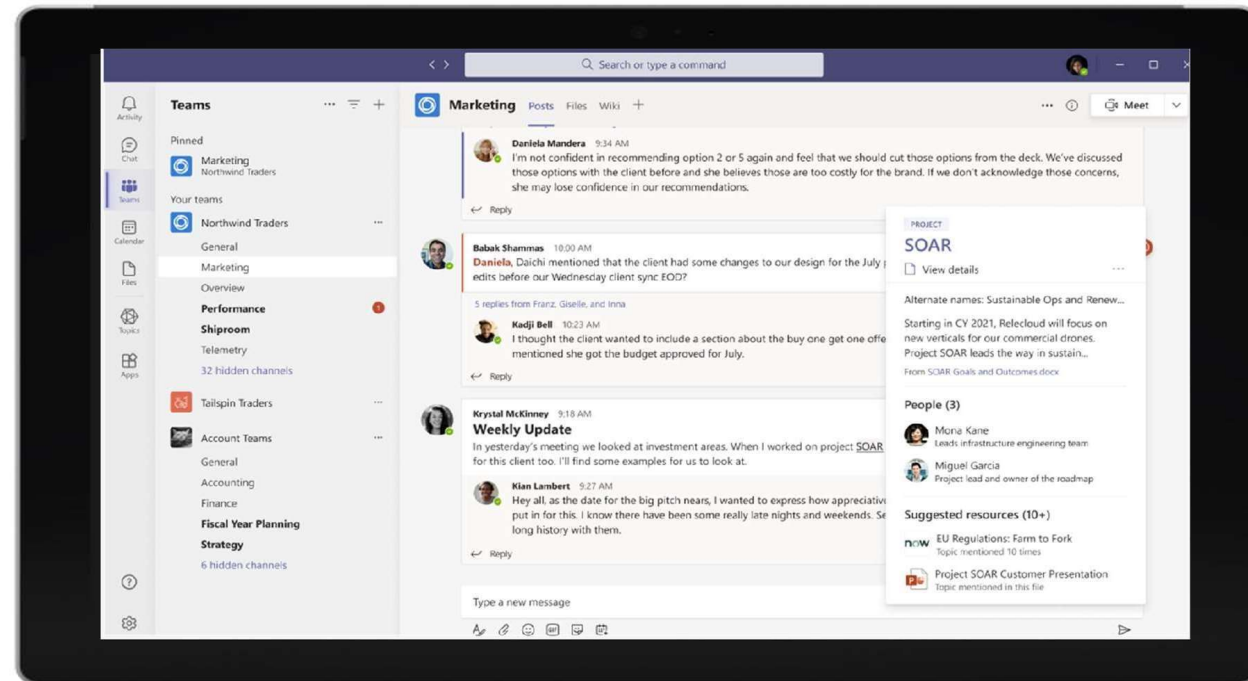 Search or type a command
Activity
Chat
Teams
Calendar
Files
Topics
Apps
Teams
Pinned
Marketing
Northwind Traders
Your teams
Northwind Traders
General
Marketing
Overview
Performance
1
Shiproom
Telemetry
32 hidden channels
Tailspin Traders
Account Teams
General
Accounting
Finance
Fiscal Year Planning
Strategy
6 hidden channels
Marketing Posts Files Wiki
Meet
Daniela Mandera 9:34 AM
I'm not confident in recommending option 2 or 5 again and feel that we should cut those options from the deck. We've discussed
those options with the client before and she believes those are too costly for the brand. If we don't acknowledge those concerns,
she may lose confidence in our recommendations.
Reply
Babak Shammas 10:00 AM
Daniela, Daichi mentioned that the client had some changes to our design for the July
edits before our Wednesday client sync EOD?
5 replies from Franz, Giselle, and Inna
Kadji Bell 10:23 AM
I thought the client wanted to include a section about the buy one get one offe
mentioned she got the budget approved for July.
Reply
Krystal McKinney 9:18 AM
Weekly Update
In yesterday's meeting we looked at investment areas. When I worked on project SOAR
for this client too. I'll find some examples for us to look at.
Kian Lambert 9:27 AM
Hey all, as the date for the big pitch nears, I wanted to express how appreciative
put in for this. I know there have been some really late nights and weekends. Se
long history with them.
Reply
Type a new message
GIF
PROJECT
SOAR
View details
Alternate names: Sustainable Ops and Renew...
Starting in CY 2021, Relecloud will focus on
new verticals for our commercial drones.
Project SOAR leads the way in sustain...
From SOAR Goals and Outcomes.docx
People (3)
Mona Kane
Leads infrastructure engineering team
Miguel Garcia
Project lead and owner of the roadmap
Suggested resources (10+)
now
EU Regulations: Farm to Fork
Topic mentioned 10 times
Project SOAR Customer Presentation
Topic mentioned in this file